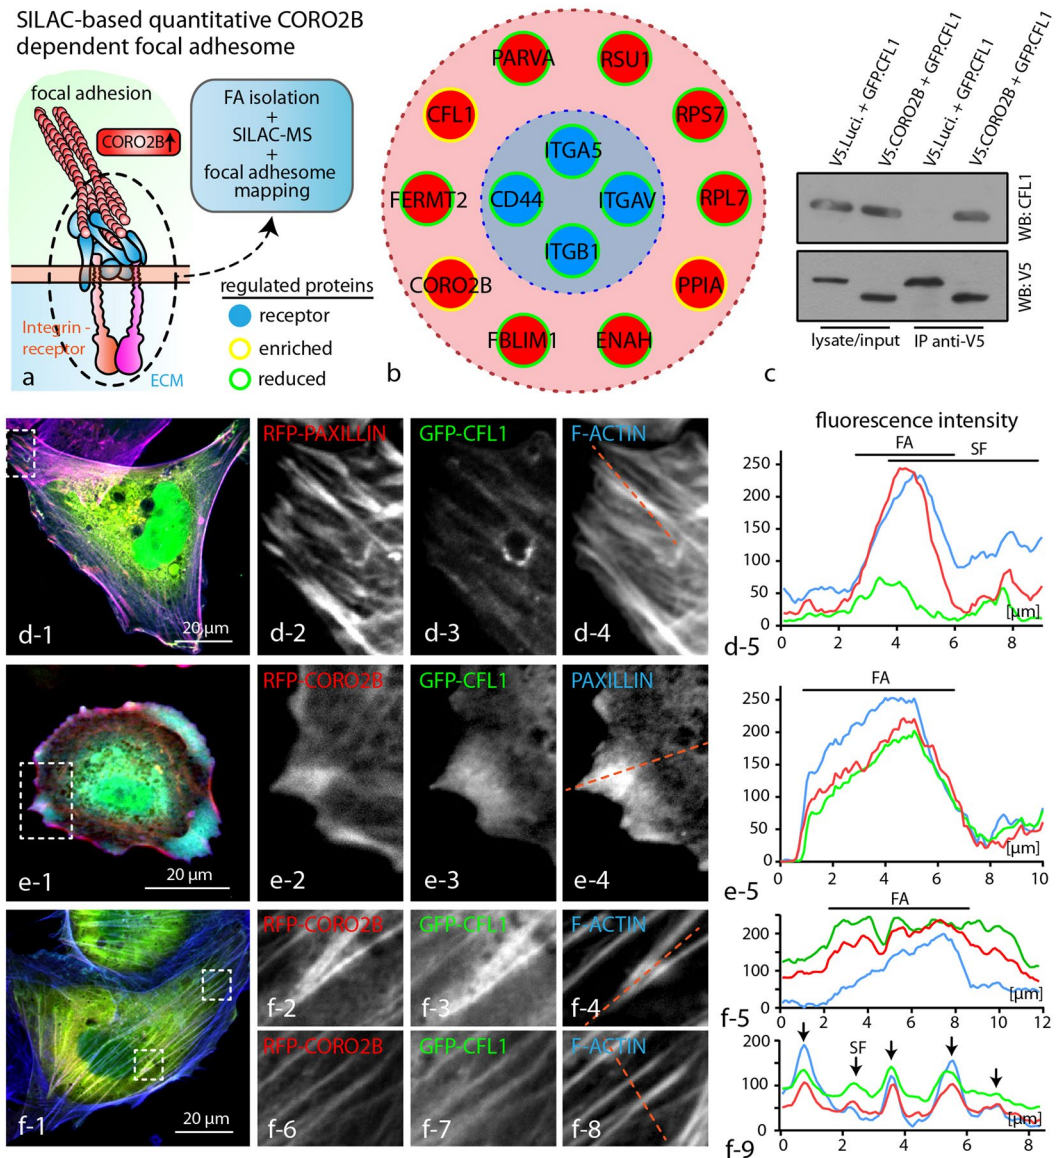 SILAC-based quantitative CORO2B
dependent focal adhesome
focal adhesion
CORO2B
FA isolation
+
SILAC-MS
+
focal adhesome
mapping
regulated proteins
receptor
enriched
reduced
Integrin -
receptor
ECM
a
PARVA
RSU1
CFL1
RPS7
ITGA5
FERMT2
CD44
ITGAV
RPL7
ITGB1
CORO2B
PPIA
FBLIM1
ENAH
b
V5.Luci + GFP.CFL1
V5.CORO2B + GFP.CFL1
V5.Luci + GFP.CFL1
V5.CORO2B + GFP.CFL1
WB: CFL1
WB: V5
lysate/input
IP anti-V5
c
d-1
20 µm
RFP-PAXILLIN
d-2
GFP-CFL1
d-3
F-ACTIN
d-4
fluorescence intensity
FA
SF
250
200
150
100
50
0
[µm]
0 2 4 6 8
d-5
e-1
20 µm
RFP-CORO2B
e-2
GFP-CFL1
e-3
PAXILLIN
e-4
FA
250
200
150
100
50
0
[µm]
0 2 4 6 8 10
e-5
f-1
20 µm
RFP-CORO2B
f-2
GFP-CFL1
f-3
F-ACTIN
f-4
FA
200
100
0
[µm]
0 2 4 6 8 10 12
f-5
RFP-CORO2B
f-6
GFP-CFL1
f-7
F-ACTIN
f-8
SF
200
100
0
[µm]
0 2 4 6 8
f-9